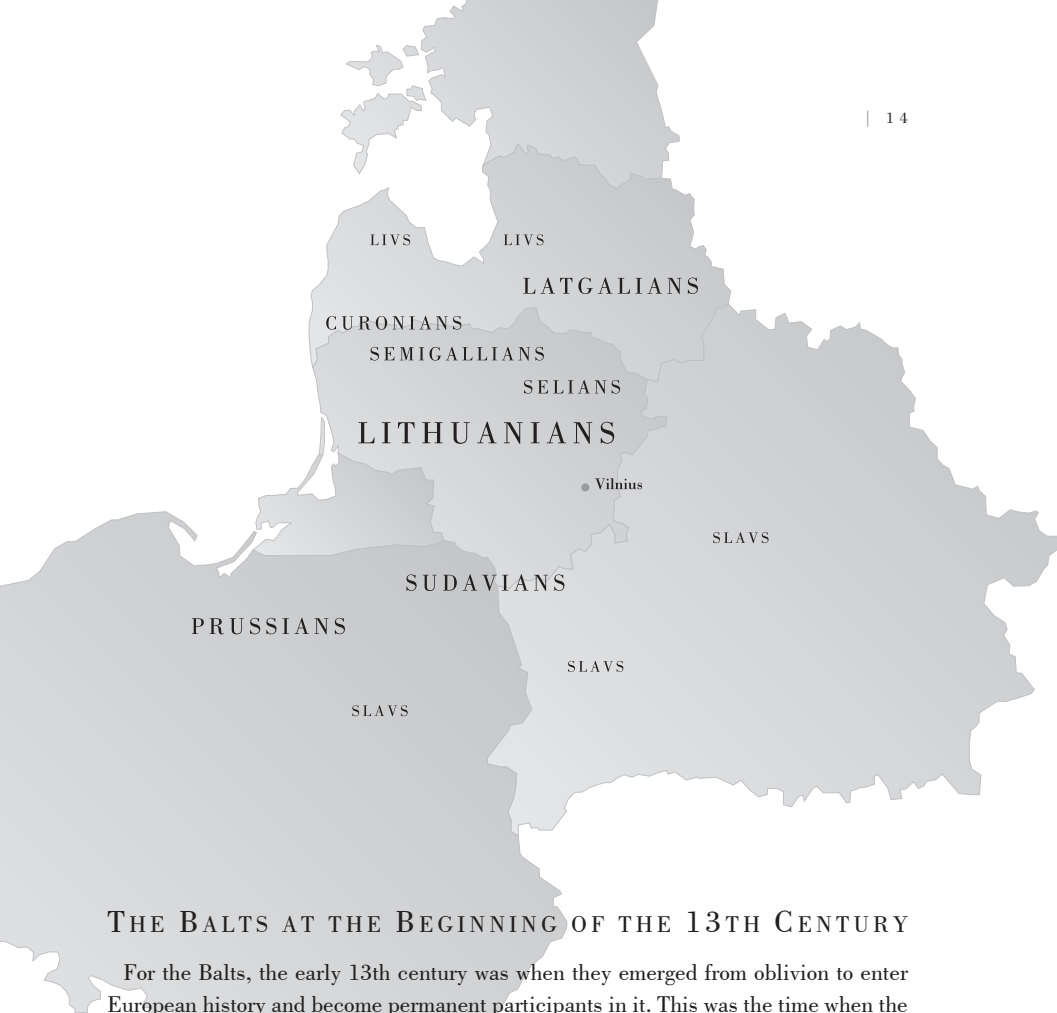 | 14
LIVS LIVS
LATGALIANS
CURONIANS
SEMIGALLIANS
SELIANS
LITHUANIANS
Vilnius
SLAVS
SUDAVIANS
PRUSSIANS
SLAVS
SLAVS
The Balts at the Beginning of the 13th Century
For the Balts, the early 13th century was when they emerged from oblivion to enter
European history and become permanent participants in it. This was the time when the